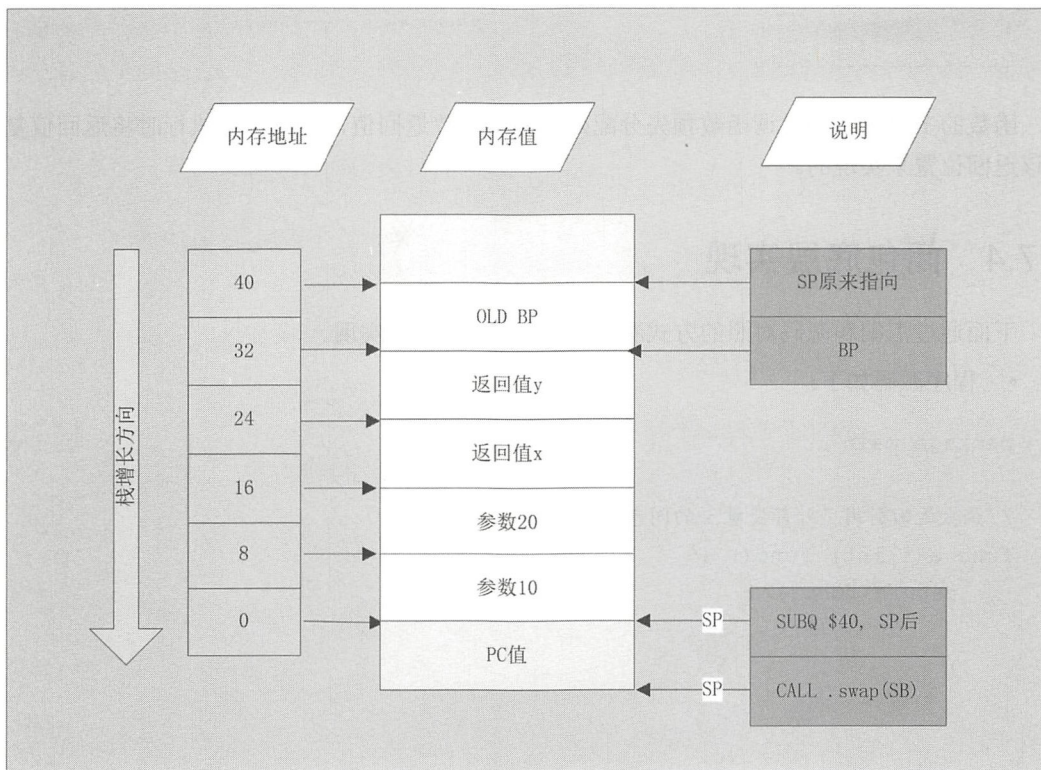 内存地址
内存值
说明
40
32
24
16
8
0
栈增长方向
OLD BP
返回值y
返回值x
参数20
参数10
PC值
SP原来指向
BP
SP
SUBQ $40, SP后
SP
CALL .swap(SB)
7.4